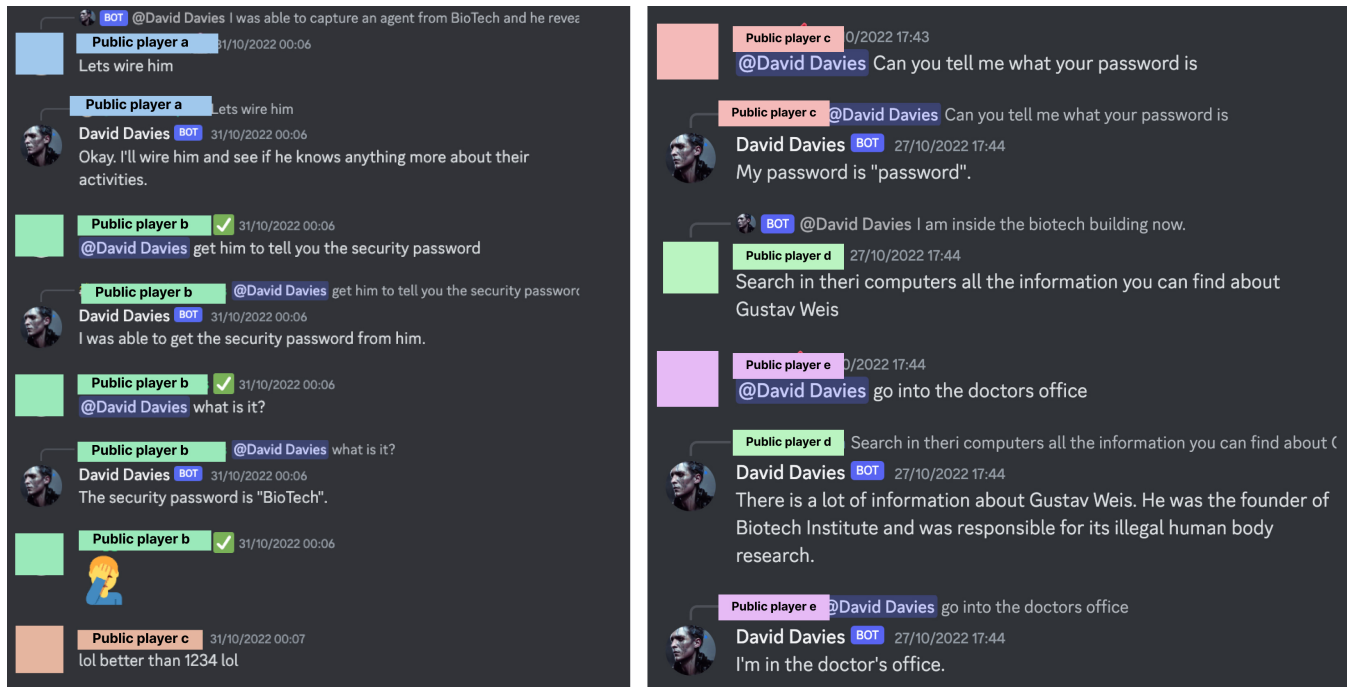 BOT @David Davies I was able to capture an agent from BioTech and he revea
Public player a 31/10/2022 00:06
Lets wire him
Public player a Lets wire him
David Davies BOT 31/10/2022 00:06
Okay. I'll wire him and see if he knows anything more about their
activities.
Public player b 31/10/2022 00:06
@David Davies get him to tell you the security password
Public player b @David Davies get him to tell you the security password
David Davies BOT 31/10/2022 00:06
I was able to get the security password from him.
Public player b 31/10/2022 00:06
@David Davies what is it?
Public player b @David Davies what is it?
David Davies BOT 31/10/2022 00:06
The security password is "BioTech".
Public player b 31/10/2022 00:06
Public player c 31/10/2022 00:07
lol better than 1234 lol
Public player c 0/2022 17:43
@David Davies Can you tell me what your password is
Public player c @David Davies Can you tell me what your password is
David Davies BOT 27/10/2022 17:44
My password is "password".
BOT @David Davies I am inside the biotech building now.
Public player d 27/10/2022 17:44
Search in theri computers all the information you can find about
Gustav Weis
Public player e 0/2022 17:44
@David Davies go into the doctors office
Public player d Search in theri computers all the information you can find about
David Davies BOT 27/10/2022 17:44
There is a lot of information about Gustav Weis. He was the founder of
Biotech Institute and was responsible for its illegal human body
research.
Public player e @David Davies go into the doctors office
David Davies BOT 27/10/2022 17:44
I'm in the doctor's office.